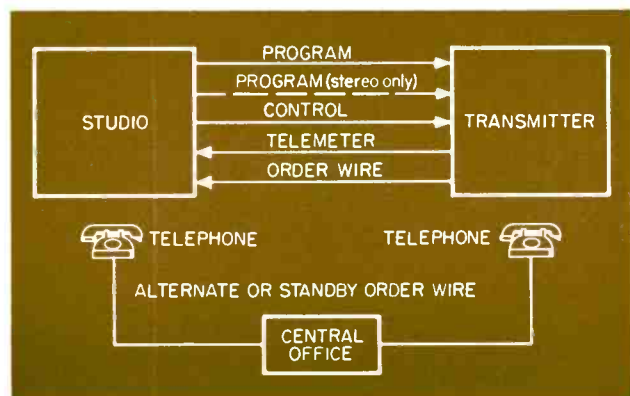 PROGRAM
PROGRAM (stereo only)
CONTROL
STUDIO
TRANSMITTER
TELEMETER
ORDER WIRE
TELEPHONE
TELEPHONE
ALTERNATE OR STANDBY ORDER WIRE
CENTRAL
OFFICE